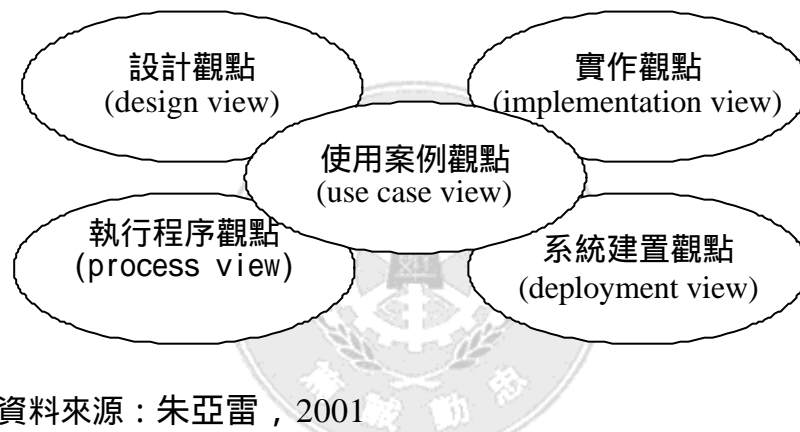 設計觀點
(design view)
實作觀點
(implementation view)
使用案例觀點
(use case view)
執行程序觀點
(process view)
系統建置觀點
(deployment view)
資料來源：朱亞雷，2001